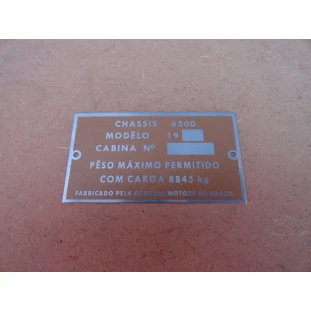 CHASSIS 6500
MODÊLO 19
CABINA Nº
PÊSO MÁXIMO PERMITIDO
COM CARGA 8845 kg
FABRICADO PELA GENERAL MOTORS DO BRASIL